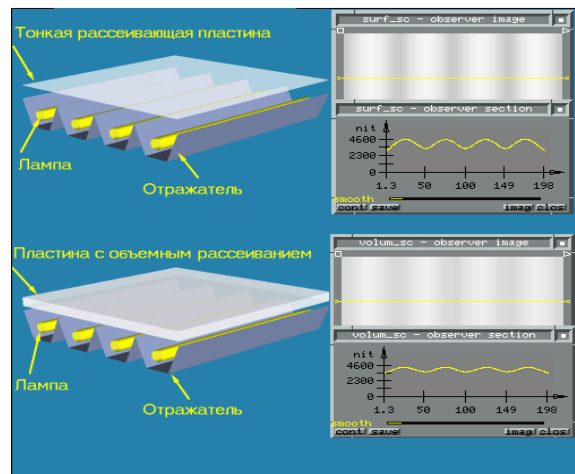 Тонкая рассеивающая пластина
Лампа
Отражатель
surf_sc - observer image
surf_sc - observer section
nit
4600
2300
0
1.3 50 100 149 198
smooth
cont save imag clos
Пластина с объемным рассеиванием
Лампа
Отражатель
volum_sc - observer image
volum_sc - observer section
nit
4600
2300
0
1.3 50 100 149 198
smooth
cont save imag clos